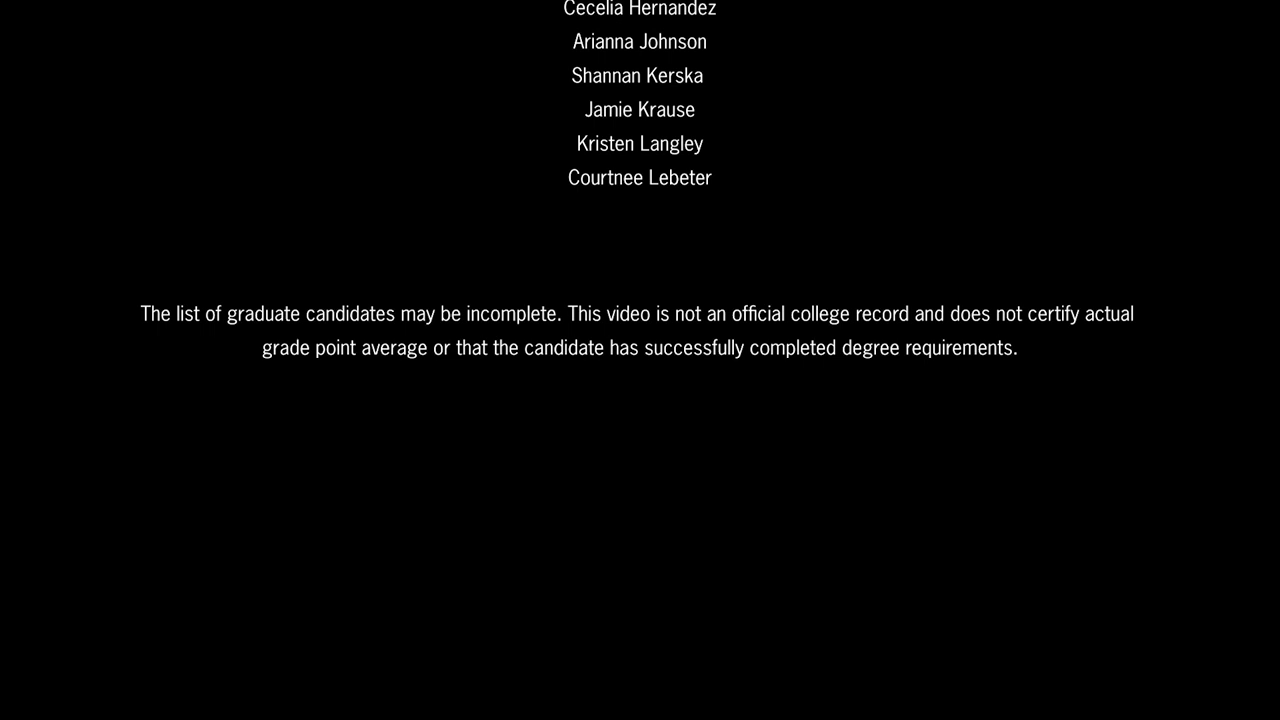 Cecelia Hernandez
Arianna Johnson
Shannan Kerska
Jamie Krause
Kristen Langley
Courtnee Lebeter
The list of graduate candidates may be incomplete. This video is not an official college record and does not certify actual
grade point average or that the candidate has successfully completed degree requirements.